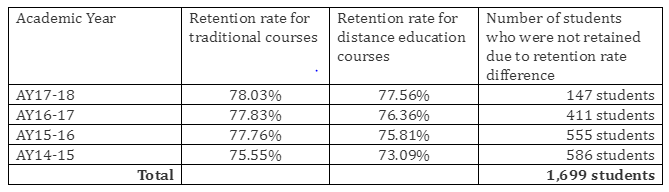 Academic Year Retention rate for Retention rate for Number of students
traditional courses distance education who were not retained
courses due to retention rate
difference
AY17-18 78.03% 77.56% 147 students
AY16-17 77.83% 76.36% 411 students
AY15-16 77.76% 75.81% 555 students
AY14-15 75.55% 73.09% 586 students
Total 1,699 students